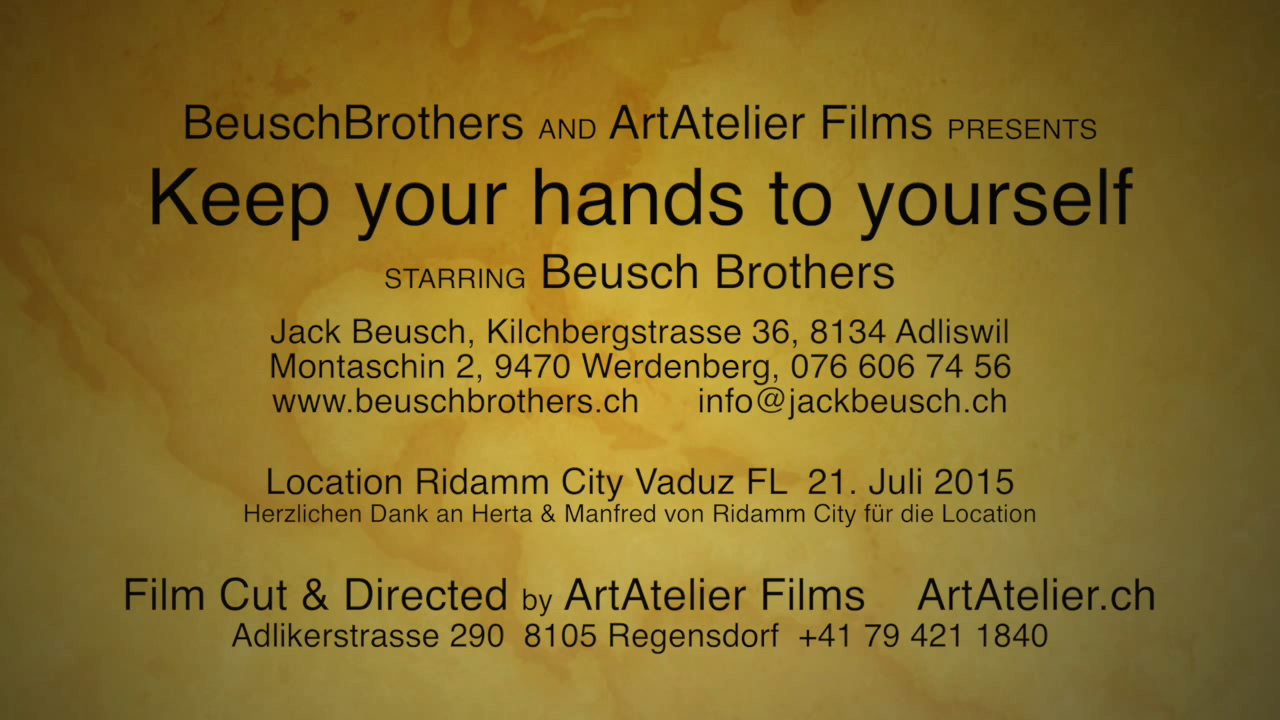 BeuschBrothers AND ArtAtelier Films PRESENTS
Keep your hands to yourself
STARRING Beusch Brothers
Jack Beusch, Kilchbergstrasse 36, 8134 Adliswil
Montaschin 2, 9470 Werdenberg, 076 606 74 56
www.beuschbrothers.ch info@jackbeusch.ch
Location Ridamm City Vaduz FL 21. Juli 2015
Herzlichen Dank an Herta & Manfred von Ridamm City für die Location
Film Cut & Directed by ArtAtelier Films ArtAtelier.ch
Adlikerstrasse 290 8105 Regensdorf +41 79 421 1840